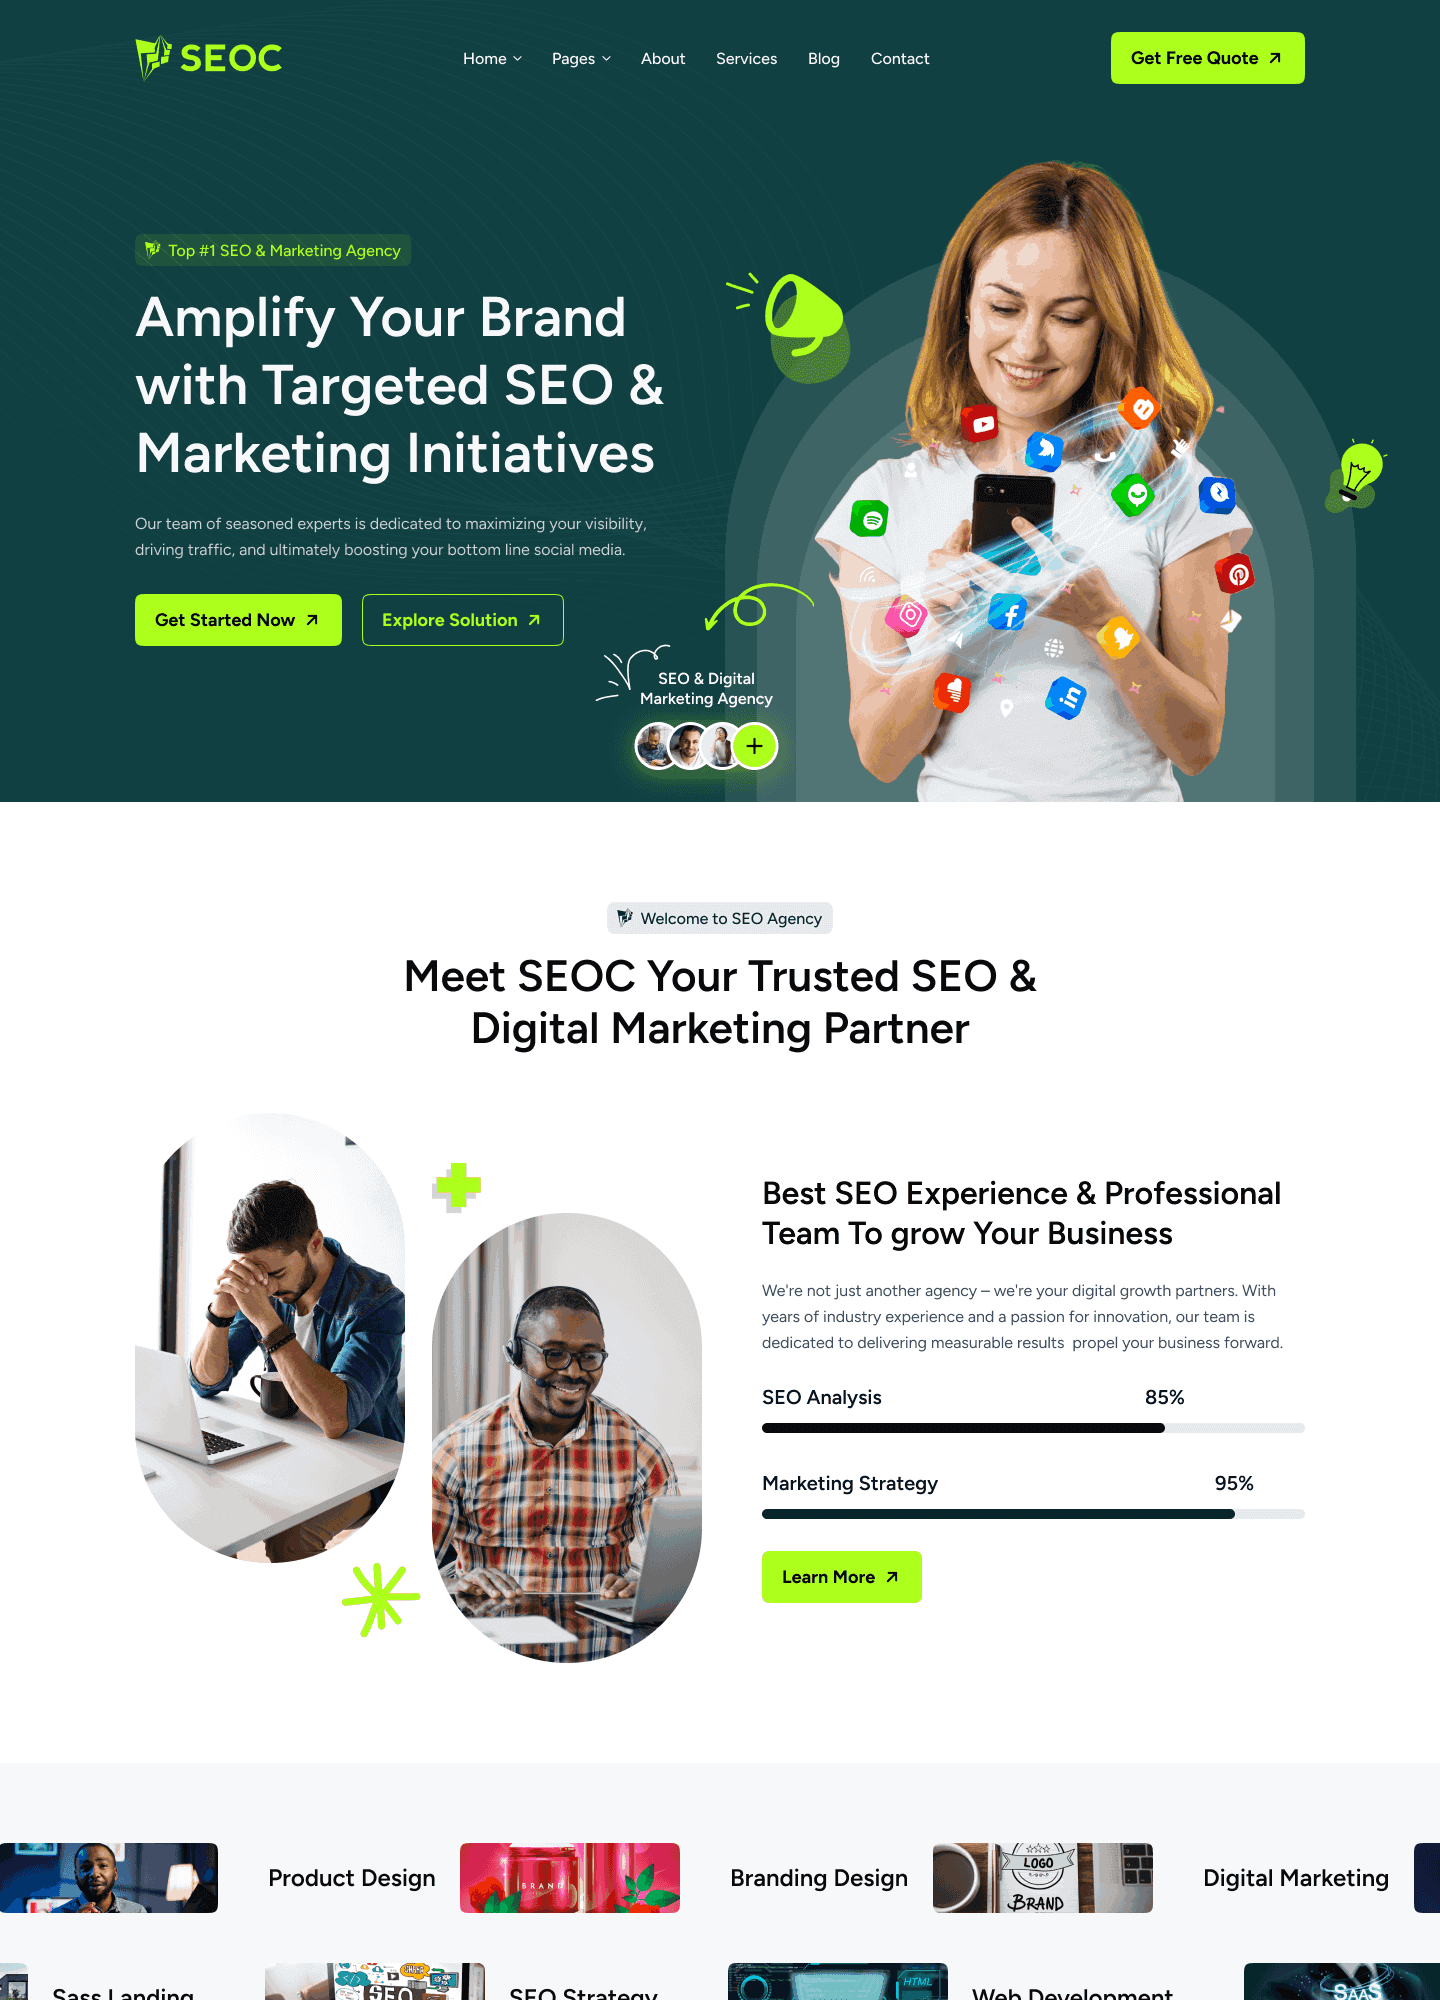 SEOC
Home
Pages
About
Services
Blog
Contact
Get Free Quote
Top #1 SEO & Marketing Agency
Amplify Your Brand
with Targeted SEO &
Marketing Initiatives
Our team of seasoned experts is dedicated to maximizing your visibility,
driving traffic, and ultimately boosting your bottom line social media.
Get Started Now
Explore Solution
SEO & Digital
Marketing Agency
Welcome to SEO Agency
Meet SEOC Your Trusted SEO &
Digital Marketing Partner
Best SEO Experience & Professional
Team To grow Your Business
We're not just another agency – we're your digital growth partners. With
years of industry experience and a passion for innovation, our team is
dedicated to delivering measurable results  propel your business forward.
SEO Analysis
85%
Marketing Strategy
95%
Learn More
Product Design
BRAND
Branding Design
LOGO
BRAND
Digital Marketing
Sass Landing
SEO
SEO Strategy
HTML
Web Development
SAAS